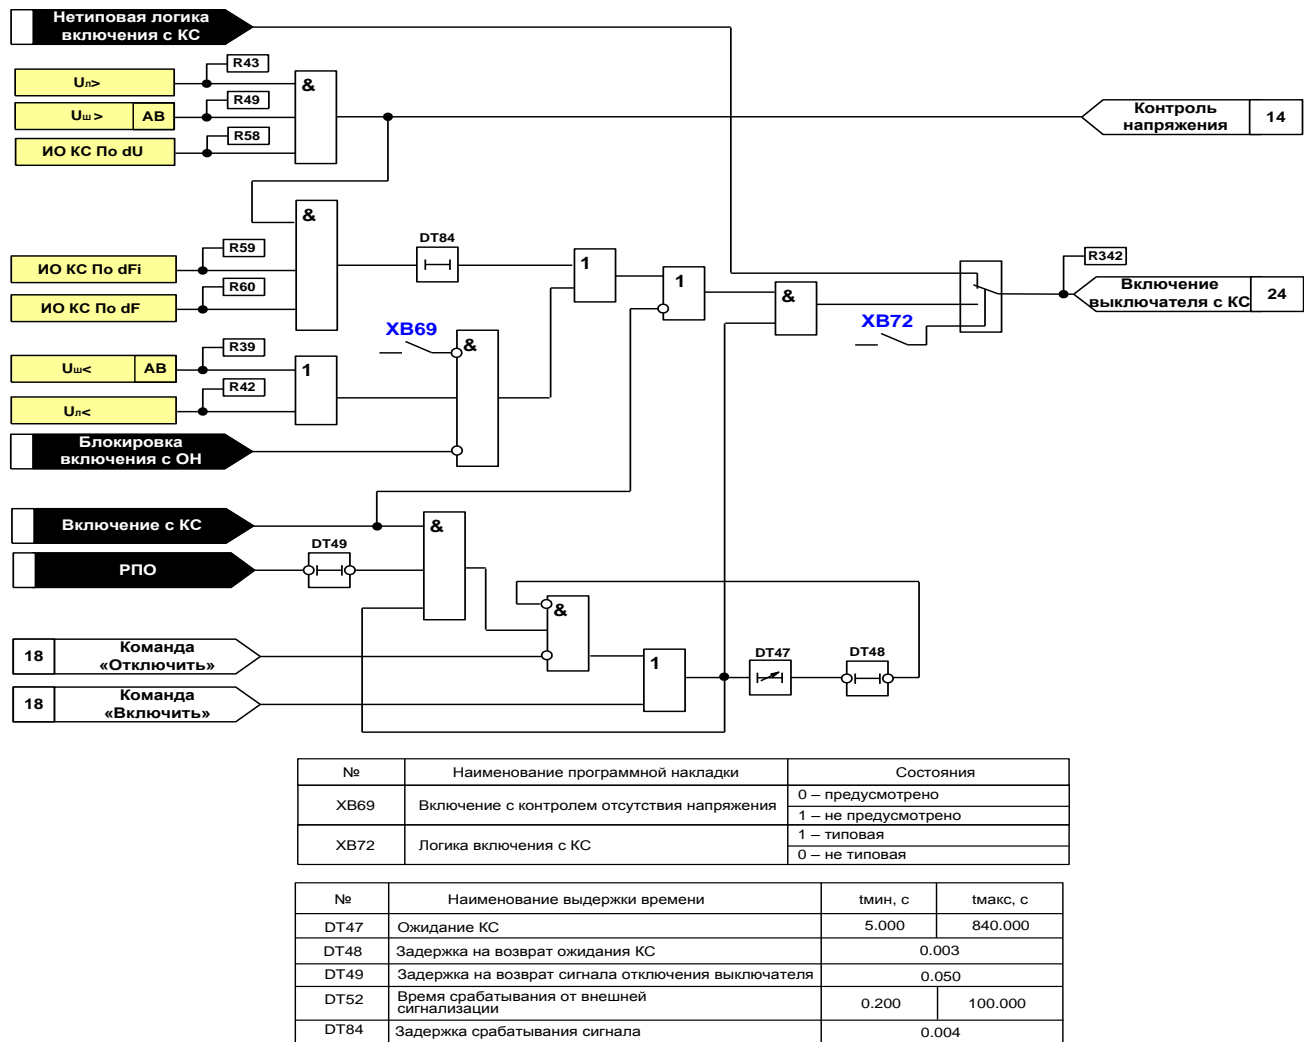 Нетиповая логика
включения с КС
R43
Uл>
&
R49
Uш> АВ
R58
ИО КС По dU
Контроль
напряжения 14
&
R59
ИО КС По dFi
DT84
R60
ИО КС По dF
1
1
&
R342
Включение
выключателя с КС 24
XB69
XB72
&
R39
Uш< АВ
1
R42
Uл<
Блокировка
включения с ОН
Включение с КС
&
DT49
РПО
&
18 Команда
«Отключить»
1
DT47
DT48
18 Команда
«Включить»
№ Наименование программной накладки Состояния
XB69 Включение с контролем отсутствия напряжения 0 – предусмотрено
1 – не предусмотрено
XB72 Логика включения с КС 1 – типовая
0 – не типовая
№ Наименование выдержки времени tмин, с tмакс, с
DT47 Ожидание КС 5.000 840.000
DT48 Задержка на возврат ожидания КС 0.003
DT49 Задержка на возврат сигнала отключения выключателя 0.050
DT52 Время срабатывания от внешней
сигнализации 0.200 100.000
DT84 Задержка срабатывания сигнала 0.004